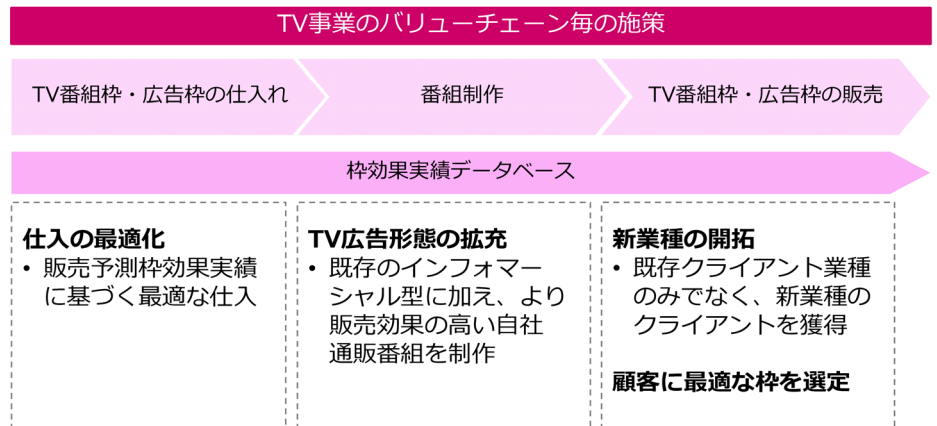 TV事業のバリューチェーン毎の施策
TV番組枠・広告枠の仕入れ
番組制作
TV番組枠・広告枠の販売
枠効果実績データベース
仕入の最適化
• 販売予測枠効果実績
に基づく最適な仕入
TV広告形態の拡充
• 既存のインフォマー
シャル型に加え、より
販売効果の高い自社
通販番組を制作
新業種の開拓
• 既存クライアント業種
のみでなく、新業種の
クライアントを獲得
顧客に最適な枠を選定